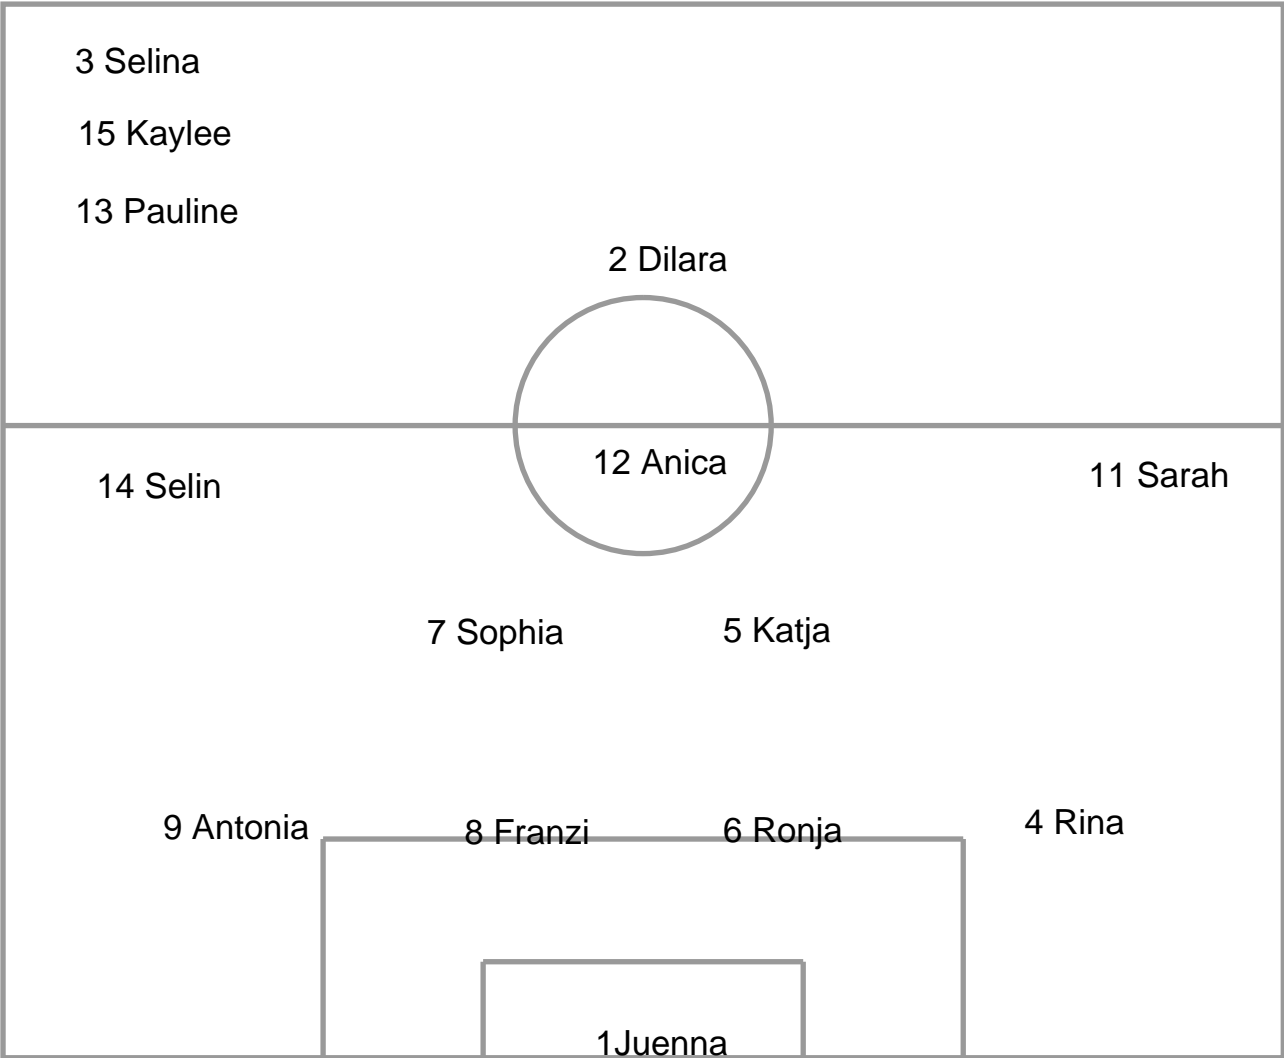 3 Selina
15 Kaylee
13 Pauline
2 Dilara
12 Anica
14 Selin
11 Sarah
7 Sophia
5 Katja
9 Antonia
8 Franzi
6 Ronja
4 Rina
1Juenna